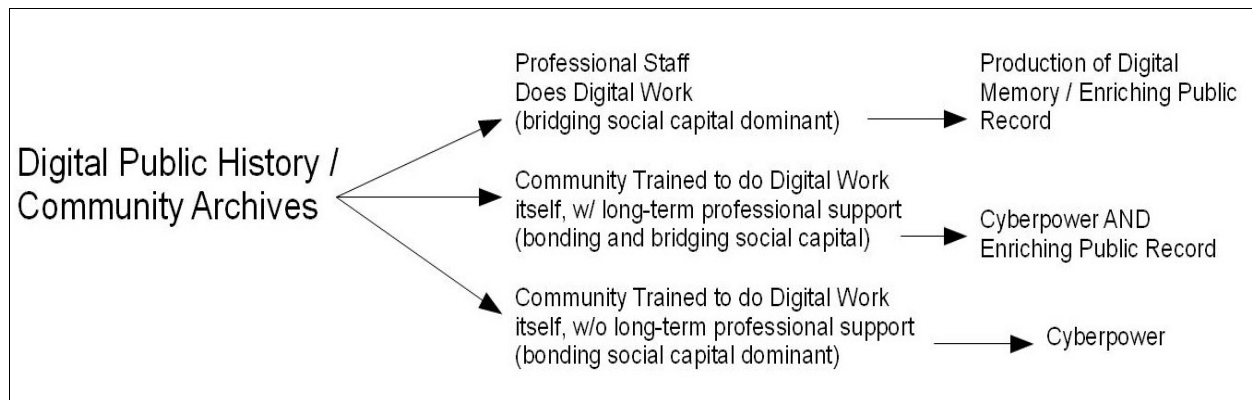 Digital Public History /
Community Archives
Professional Staff
Does Digital Work
(bridging social capital dominant)
Production of Digital
Memory / Enriching Public
Record
Community Trained to do Digital Work
itself, w/ long-term professional support
(bonding and bridging social capital)
Cyberpower AND
Enriching Public Record
Community Trained to do Digital Work
itself, w/o long-term professional support
(bonding social capital dominant)
Cyberpower